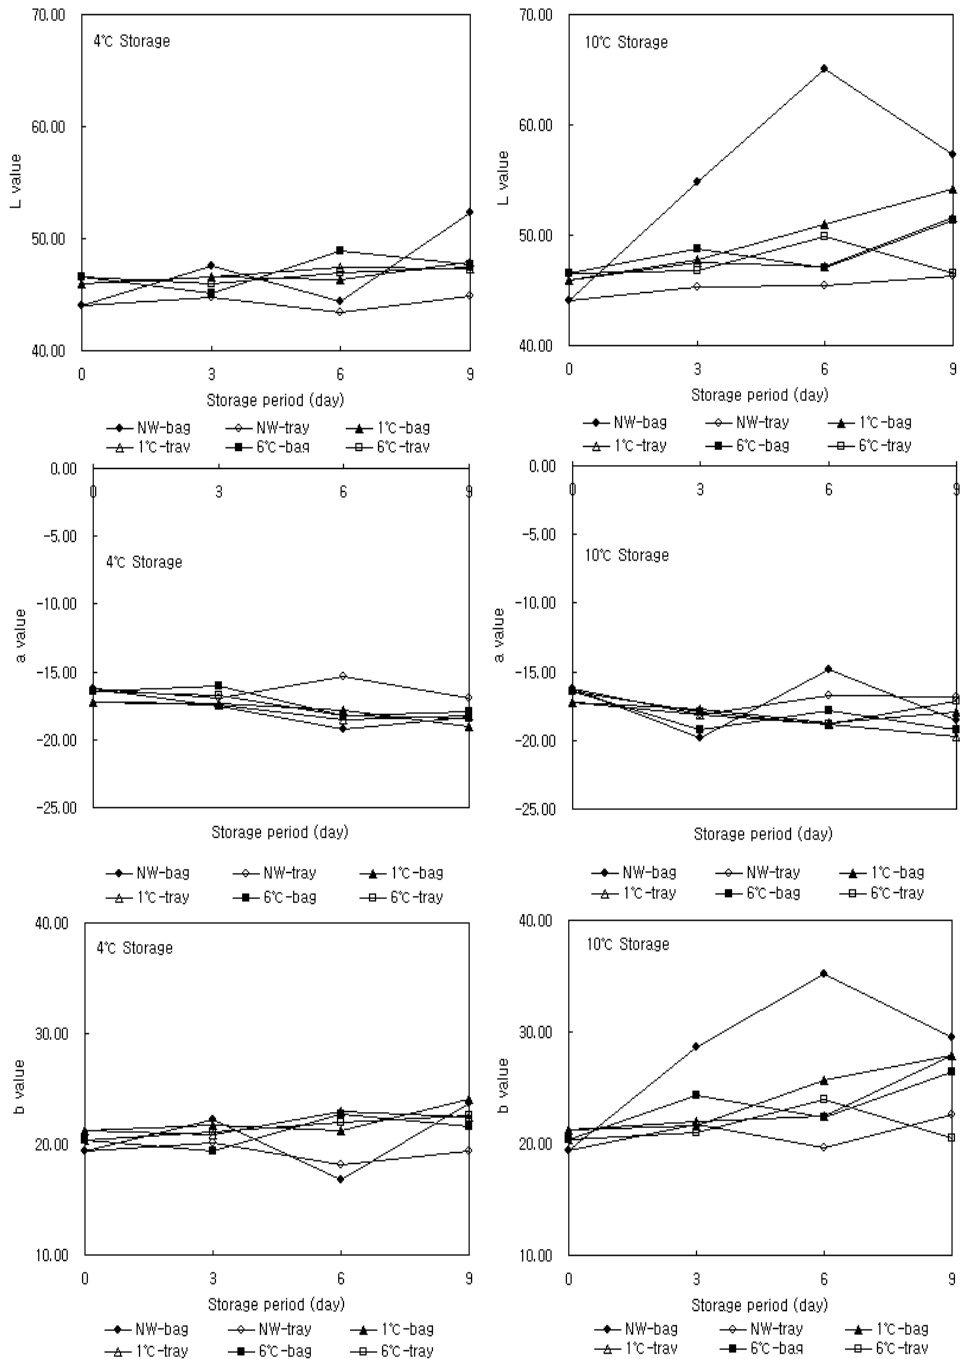 70.00
4℃ Storage
60.00
L value
50.00
40.00
0 3 6 9
Storage period (day)
NW-bag NW-tray 1℃-bag
1℃-tray 6℃-bag 6℃-tray
70.00
10℃ Storage
60.00
L value
50.00
40.00
0 3 6 9
Storage period (day)
NW-bag NW-tray 1℃-bag
1℃-tray 6℃-bag 6℃-tray
0.00
0 3 6 9
-5.00
4℃ Storage
-10.00
a value
-15.00
-20.00
-25.00
Storage period (day)
NW-bag NW-tray 1℃-bag
1℃-tray 6℃-bag 6℃-tray
0.00
0 3 6 9
-5.00
10℃ Storage
-10.00
a value
-15.00
-20.00
-25.00
Storage period (day)
NW-bag NW-tray 1℃-bag
1℃-tray 6℃-bag 6℃-tray
40.00
4℃ Storage
30.00
b value
20.00
10.00
0 3 6 9
Storage period (day)
NW-bag NW-tray 1℃-bag
1℃-tray 6℃-bag 6℃-tray
40.00
10℃ Storage
30.00
b value
20.00
10.00
0 3 6 9
Storage period (day)
NW-bag NW-tray 1℃-bag
1℃-tray 6℃-bag 6℃-tray